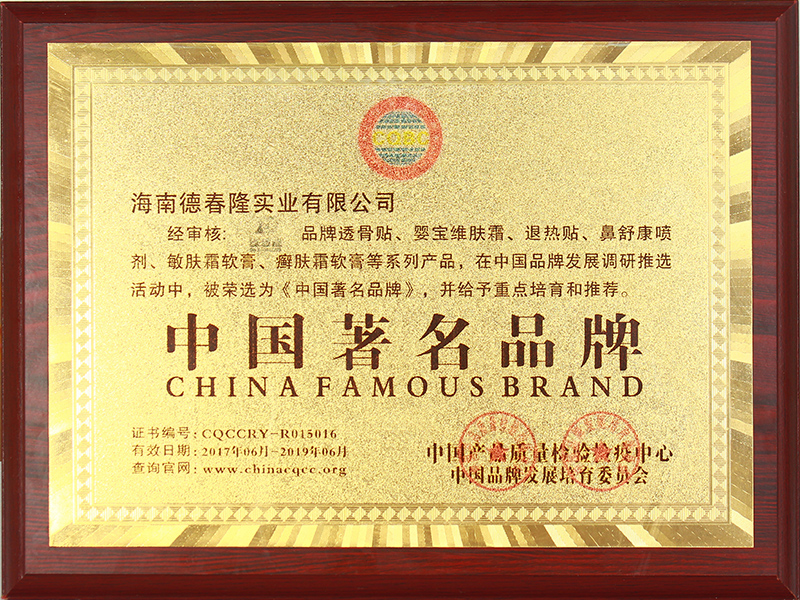 海南德春隆实业有限公司
经审核: 品牌透骨贴、婴宝维肤霜、退热贴、鼻舒康喷
剂、敏肤霜软膏、癣肤霜软膏等系列产品，在中国品牌发展调研推选
活动中，被荣选为《中国著名品牌》，并给予重点培育和推荐。
中国著名品牌
CHINA FAMOUS BRAND
证书编号: CQCCRY-R015016
有效日期: 2017年06月-2019年06月
查询官网: www.chinacqcc.org
中国产品质量检验检疫中心
中国品牌发展培育委员会